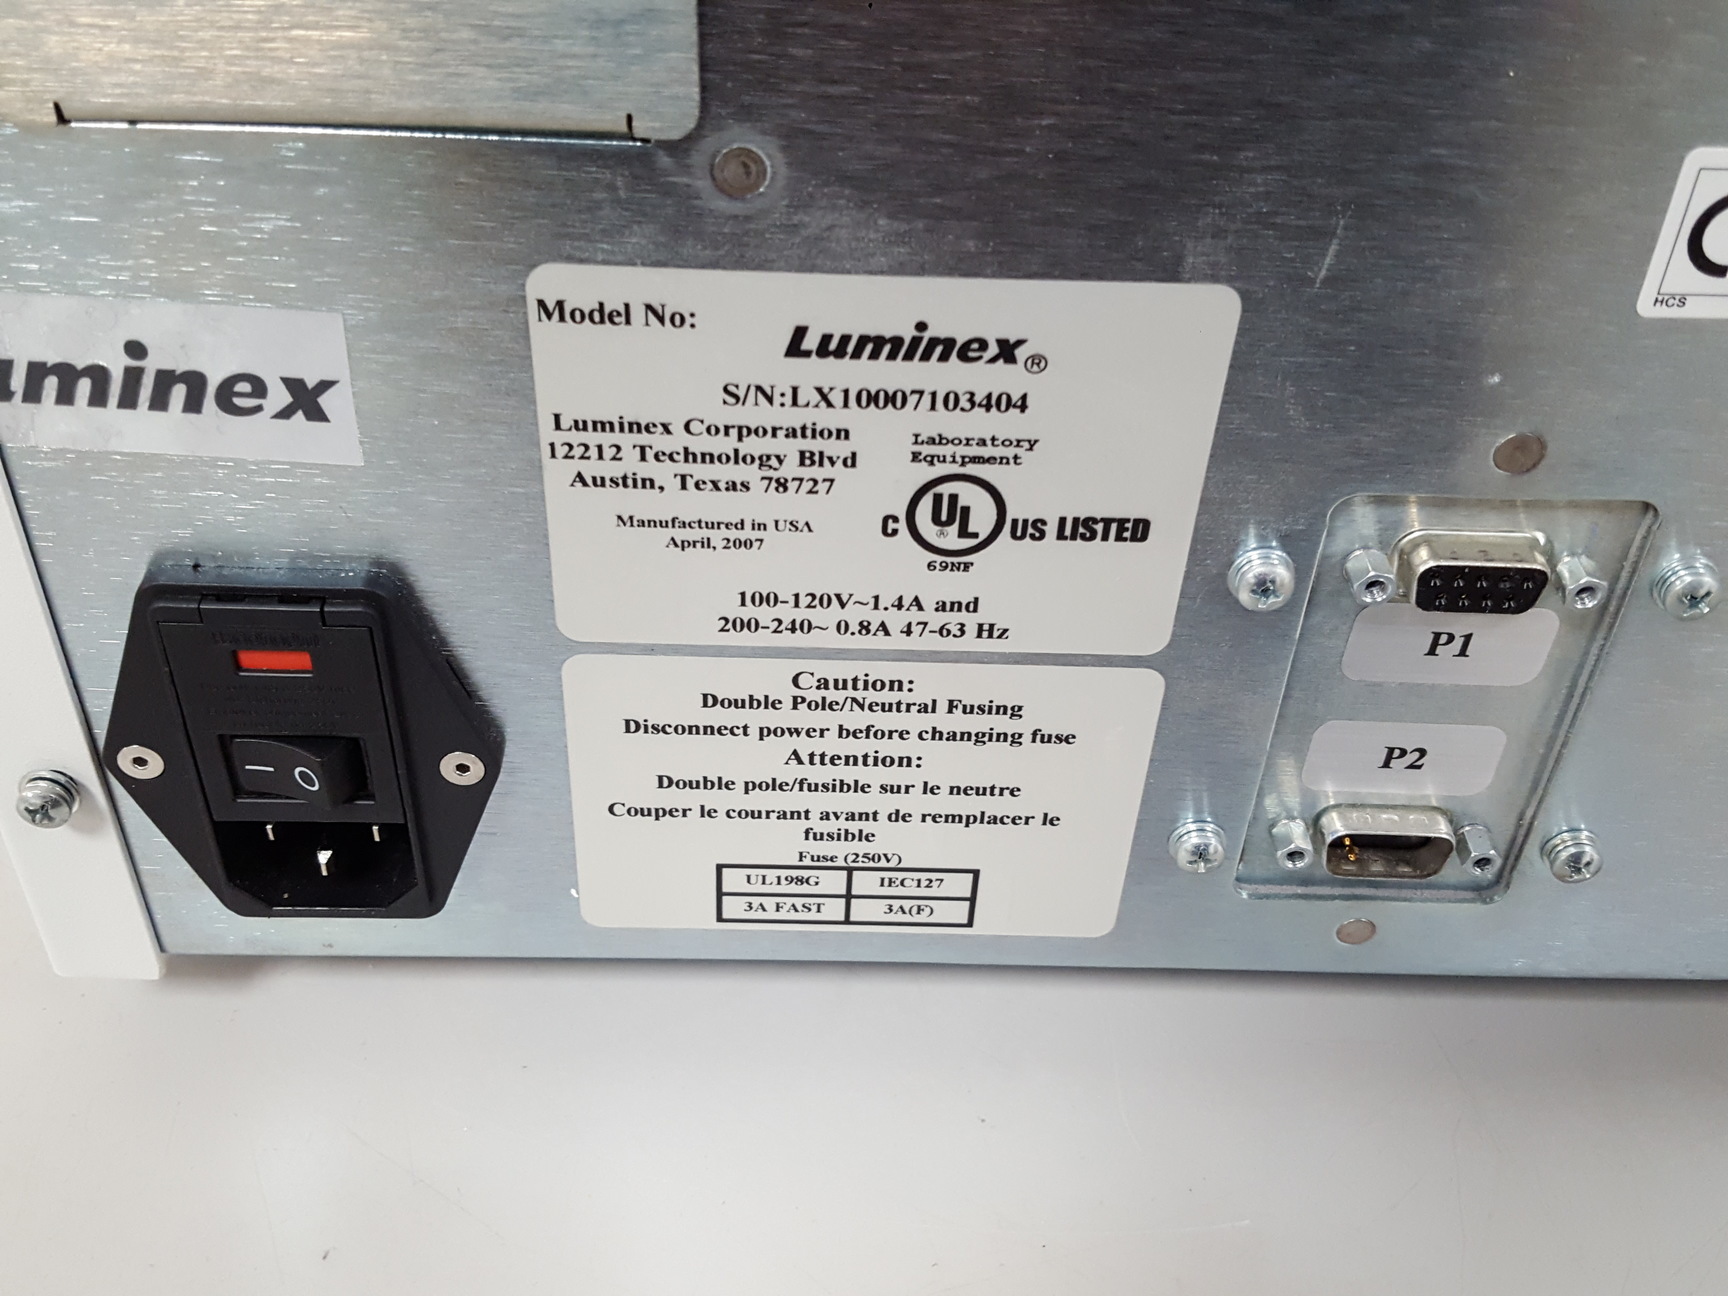 uminex
Model No:
Luminex®
S/N:LX10007103404
Luminex Corporation
12212 Technology Blvd
Austin, Texas 78727
Manufactured in USA
April, 2007
Laboratory
Equipment
C UL® US LISTED
69NF
100-120V~1.4A and
200-240~ 0.8A 47-63 Hz
Caution:
Double Pole/Neutral Fusing
Disconnect power before changing fuse
Attention:
Double pole/fusible sur le neutre
Couper le courant avant de remplacer le
fusible
Fuse (250V)
UL198G IEC127
3A FAST 3A(F)
P1
P2
HCS
I O